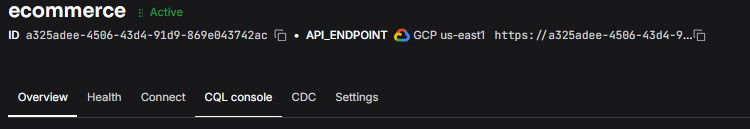 ecommerce Active
ID a325adee-4506-43d4-91d9-869e043742ac • API_ENDPOINT GCP us-east1 https://a325adee-4506-43d4-9...
Overview Health Connect CQL console CDC Settings